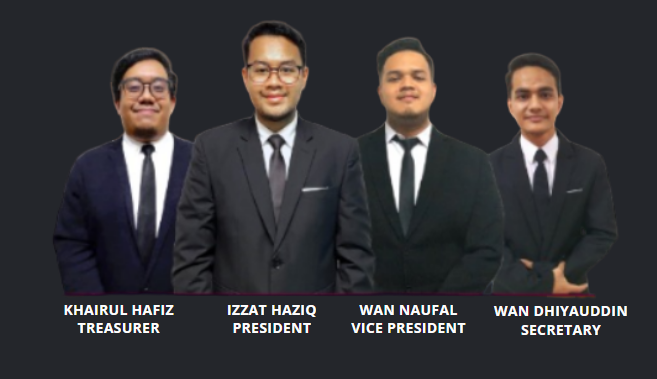 KHAIRUL HAFIZ
TREASURER
IZZAT HAZIQ
PRESIDENT
WAN NAUFAL
VICE PRESIDENT
WAN DHIYAUDDIN
SECRETARY